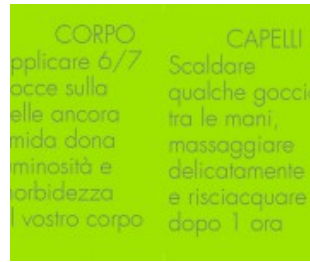 CORPO
pplicare 6/7
occe sulla
elle ancora
mida dona
minosità e
orbidezza
l vostro corpo
CAPELLI
Scaldare
qualche gocci
tra le mani,
massaggiare
delicatamente
e risciacquare
dopo 1 ora